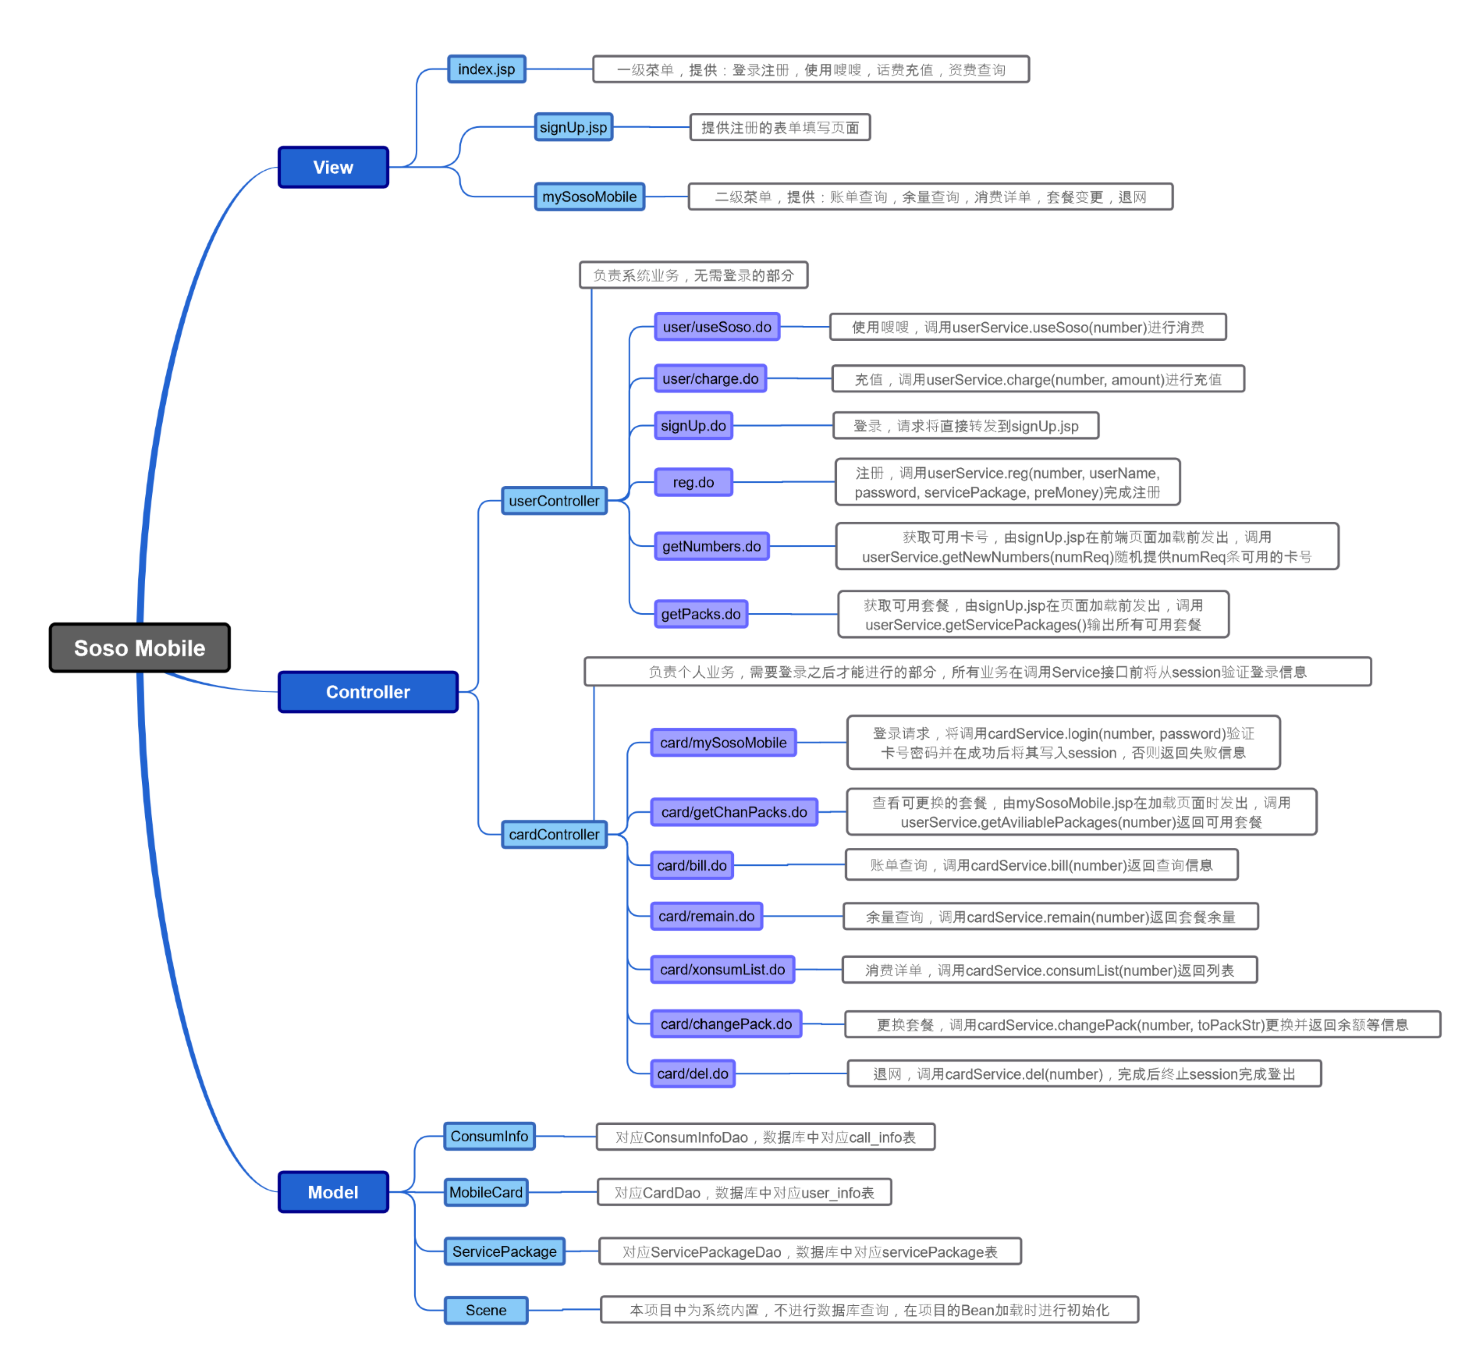 Soso Mobile
View
index.jsp
一级菜单，提供：登录注册，使用嗖嗖，话费充值，资费查询
signUp.jsp
提供注册的表单填写页面
mySosoMobile
二级菜单，提供：账单查询，余量查询，消费详单，套餐变更，退网
Controller
userController
负责系统业务，无需登录的部分
user/useSoso.do
使用嗖嗖，调用userService.useSoso(number)进行消费
user/charge.do
充值，调用userService.charge(number, amount)进行充值
signUp.do
登录，请求将直接转发到signUp.jsp
reg.do
注册，调用userService.reg(number, userName,
password, servicePackage, preMoney)完成注册
getNumbers.do
获取可用卡号，由signUp.jsp在前端页面加载前发出，调用
userService.getNewNumbers(numReq)随机提供numReq条可用的卡号
getPacks.do
获取可用套餐，由signUp.jsp在页面加载前发出，调用
userService.getServicePackages()输出所有可用套餐
cardController
负责个人业务，需要登录之后才能进行的部分，所有业务在调用Service接口前将从session验证登录信息
card/mySosoMobile
登录请求，将调用cardService.login(number, password)验证
卡号密码并在成功后将其写入session，否则返回失败信息
card/getChanPacks.do
查看可更换的套餐，由mySosoMobile.jsp在加载页面时发出，调用
userService.getAviliablePackages(number)返回可用套餐
card/bill.do
账单查询，调用cardService.bill(number)返回查询信息
card/remain.do
余量查询，调用cardService.remain(number)返回套餐余量
card/xonsumList.do
消费详单，调用cardService.consumList(number)返回列表
card/changePack.do
更换套餐，调用cardService.changePack(number, toPackStr)更换并返回余额等信息
card/del.do
退网，调用cardService.del(number)，完成后终止session完成登出
Model
ConsumInfo
对应ConsumInfoDao，数据库中对应call_info表
MobileCard
对应CardDao，数据库中对应user_info表
ServicePackage
对应ServicePackageDao，数据库中对应servicePackage表
Scene
本项目中为系统内置，不进行数据库查询，在项目的Bean加载时进行初始化